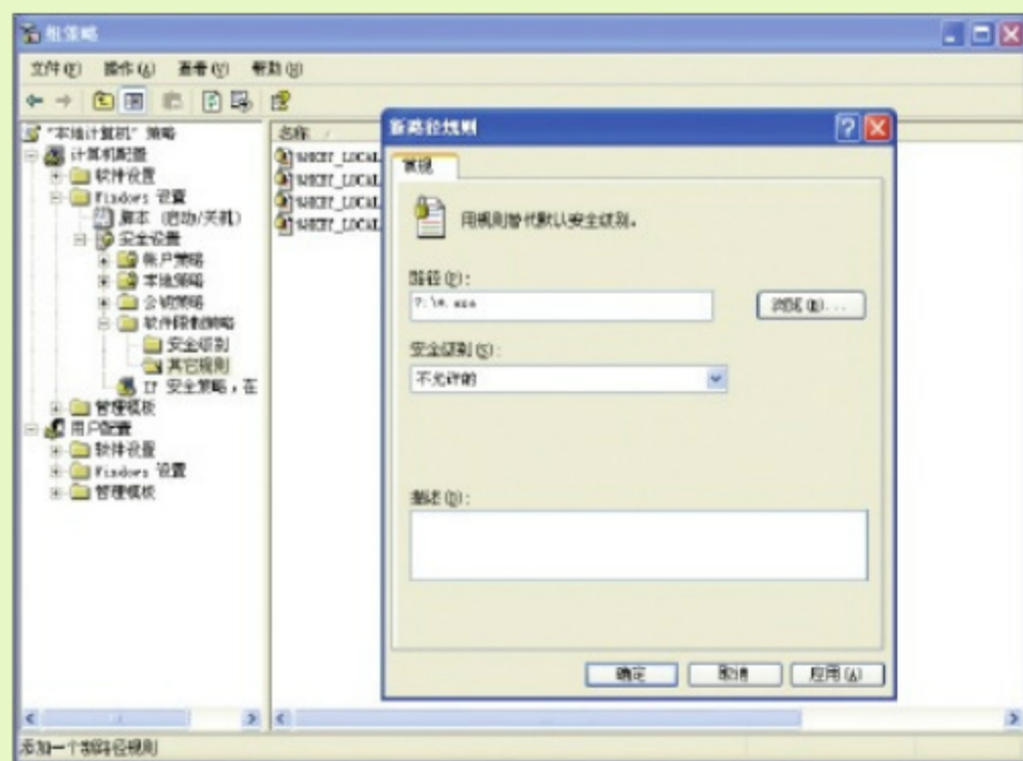 组策略
文件(F) 操作(A) 查看(V) 帮助(H)
"本地计算机" 策略
计算机配置
软件设置
Windows 设置
脚本 (启动/关机)
安全设置
帐户策略
本地策略
公钥策略
软件限制策略
安全级别
其它规则
IP 安全策略，在
管理模板
用户配置
软件设置
Windows 设置
管理模板
名称
%HKEY_LOCAL
%HKEY_LOCAL
%HKEY_LOCAL
%HKEY_LOCAL
新路径规则
常规
用规则替代默认安全级别。
路径(P):
?:\*.exe
浏览(B)...
安全级别(S):
不允许的
描述(D):
确定
取消
应用(A)
添加一个新路径规则